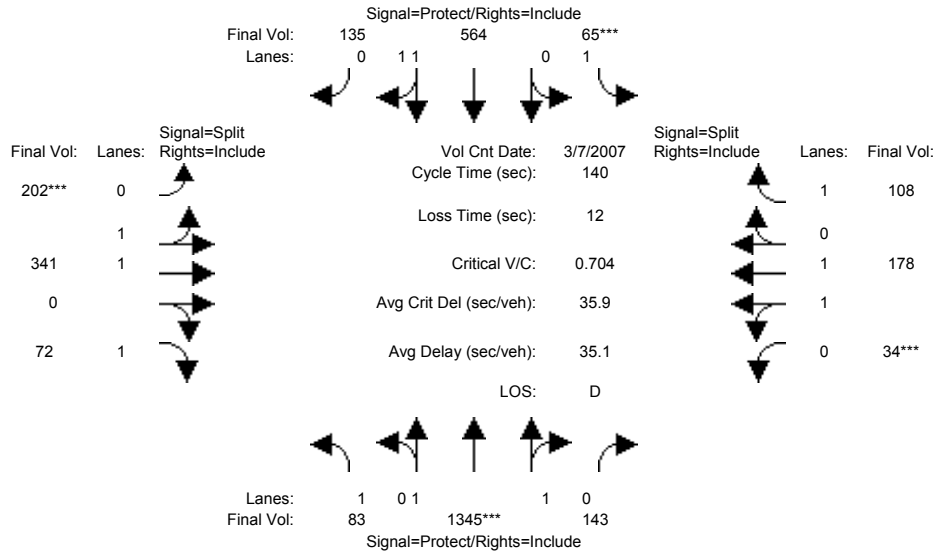 Signal=Protect/Rights=Include
Final Vol: 135 564 65***
Lanes: 0 1 1 0 1
Signal=Split
Final Vol: Lanes: Rights=Include
Vol Cnt Date: 3/7/2007
Signal=Split
Rights=Include Lanes: Final Vol:
Cycle Time (sec): 140
202*** 0
1 108
Loss Time (sec): 12
1
0
341 1
Critical V/C: 0.704
1 178
0
Avg Crit Del (sec/veh): 35.9
1
72 1
Avg Delay (sec/veh): 35.1
0 34***
LOS: D
Lanes: 1 0 1 1 0
Final Vol: 83 1345*** 143
Signal=Protect/Rights=Include